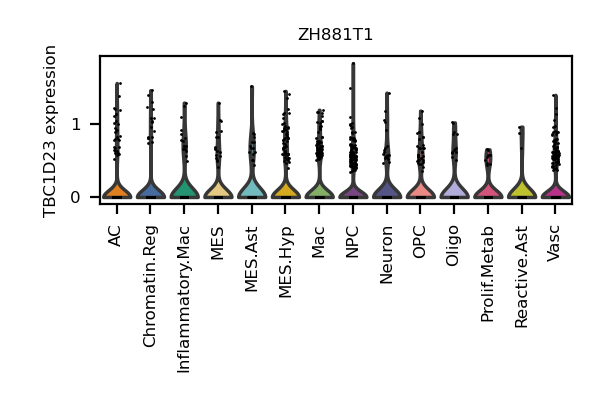 ZH881T1
TBC1D23 expression
1
0
AC
Chromatin.Reg
Inflammatory.Mac
MES
MES.Ast
MES.Hyp
Mac
NPC
Neuron
OPC
Oligo
Prolif.Metab
Reactive.Ast
Vasc